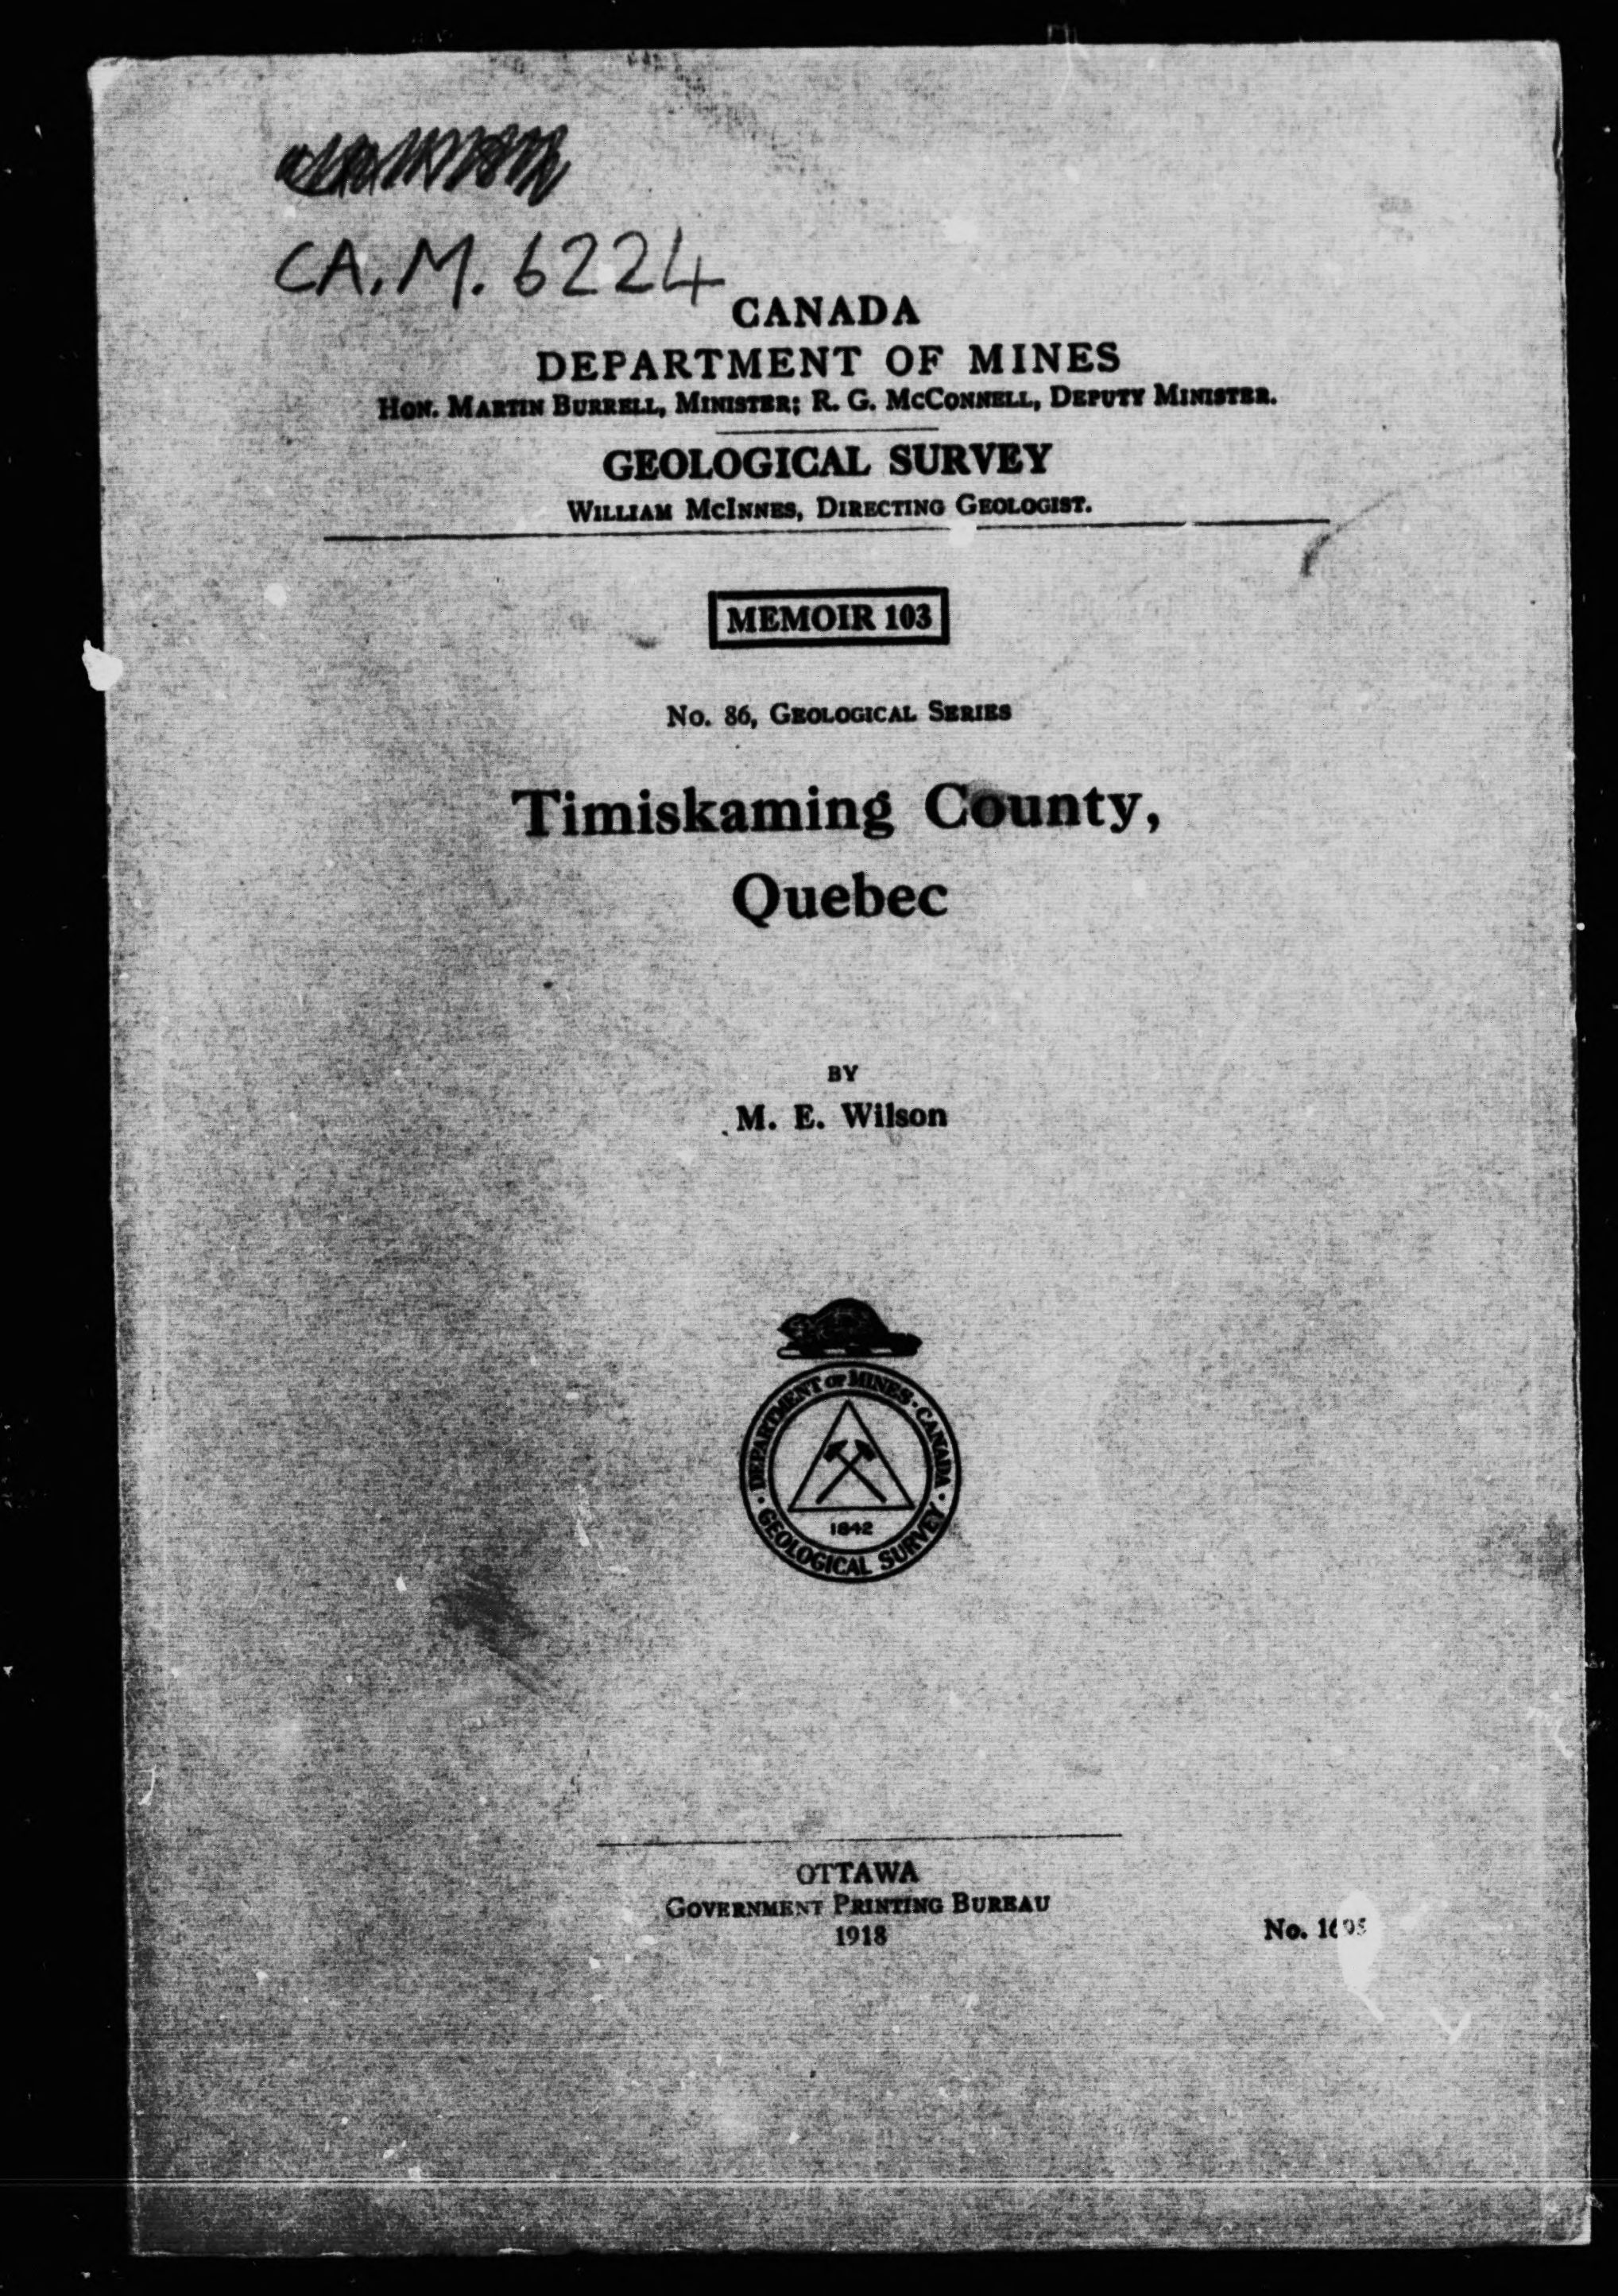 CA.M. 6224
CANADA
DEPARTMENT OF MINES
HON. MARTIN BURRELL, MINISTER; R. G. MCCONNELL, DEPUTY MINISTER.
GEOLOGICAL SURVEY
WILLIAM MCINNES, DIRECTING GEOLOGIST.
MEMOIR 103
No. 86, GEOLOGICAL SERIES
Timiskaming County,
Quebec
BY
M. E. Wilson
DEPARTMENT OF MINES · CANADA ·
1842
GEOLOGICAL SURVEY
OTTAWA
GOVERNMENT PRINTING BUREAU
1918
No.